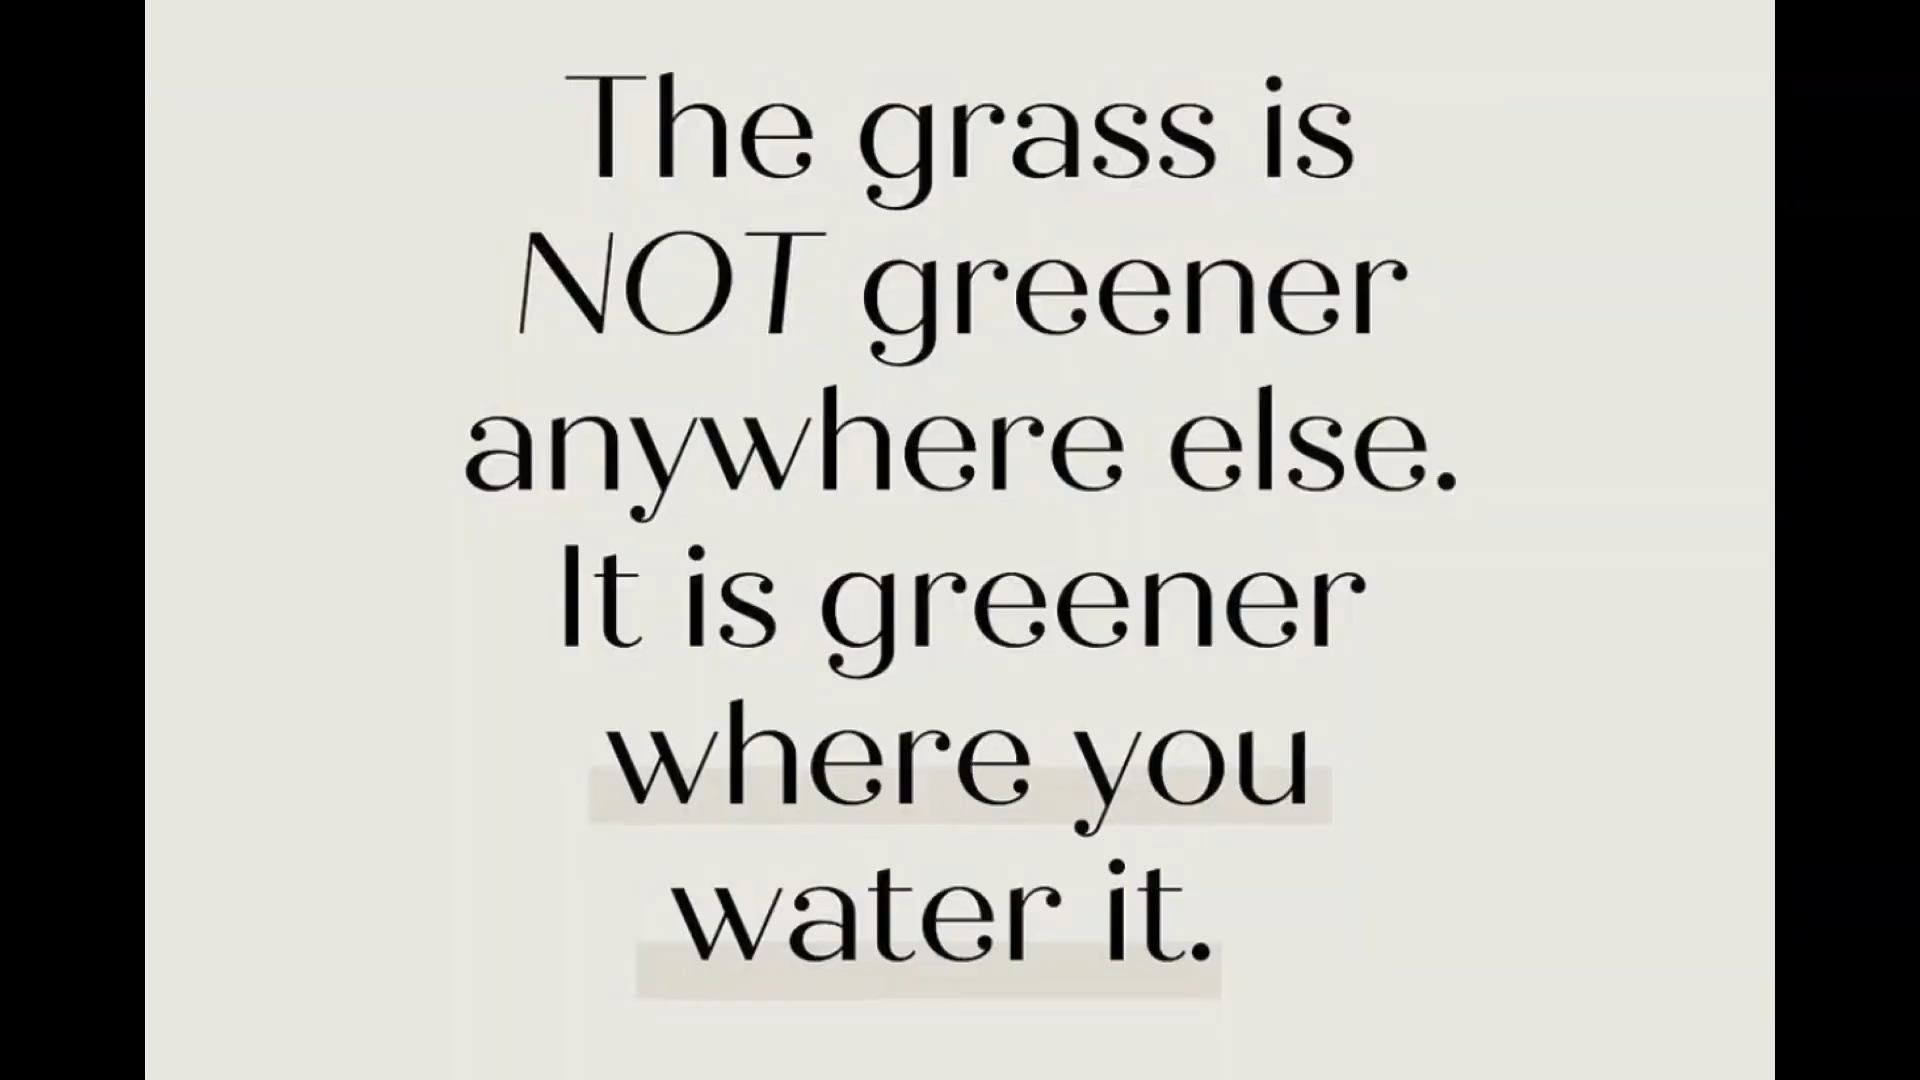 The grass is
NOT greener
anywhere else.
It is greener
where you
water it.